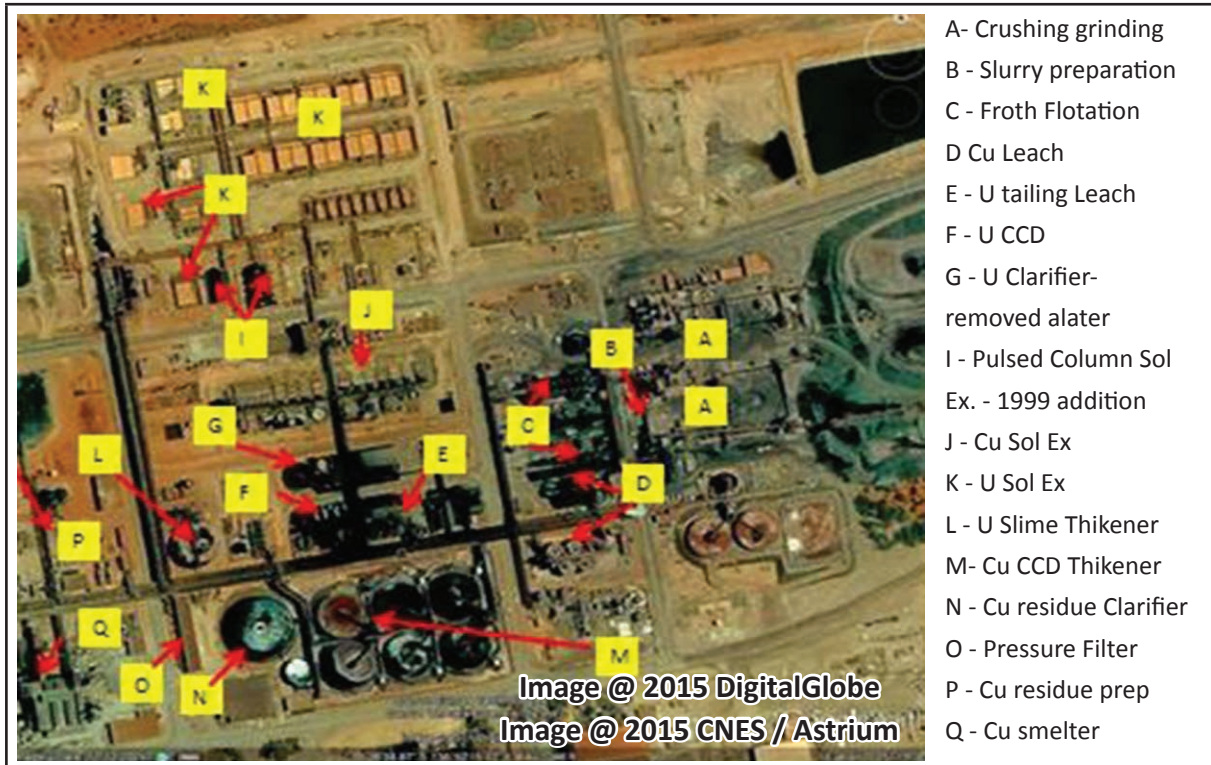 K
K
K
I
J
B
A
A
G
C
L
E
F
D
P
Q
M
O
N
Image @ 2015 DigitalGlobe
Image @ 2015 CNES / Astrium
A- Crushing grinding
B - Slurry preparation
C - Froth Flotation
D Cu Leach
E - U tailing Leach
F - U CCD
G - U Clarifier-
removed alater
I - Pulsed Column Sol
Ex. - 1999 addition
J - Cu Sol Ex
K - U Sol Ex
L - U Slime Thikener
M- Cu CCD Thikener
N - Cu residue Clarifier
O - Pressure Filter
P - Cu residue prep
Q - Cu smelter